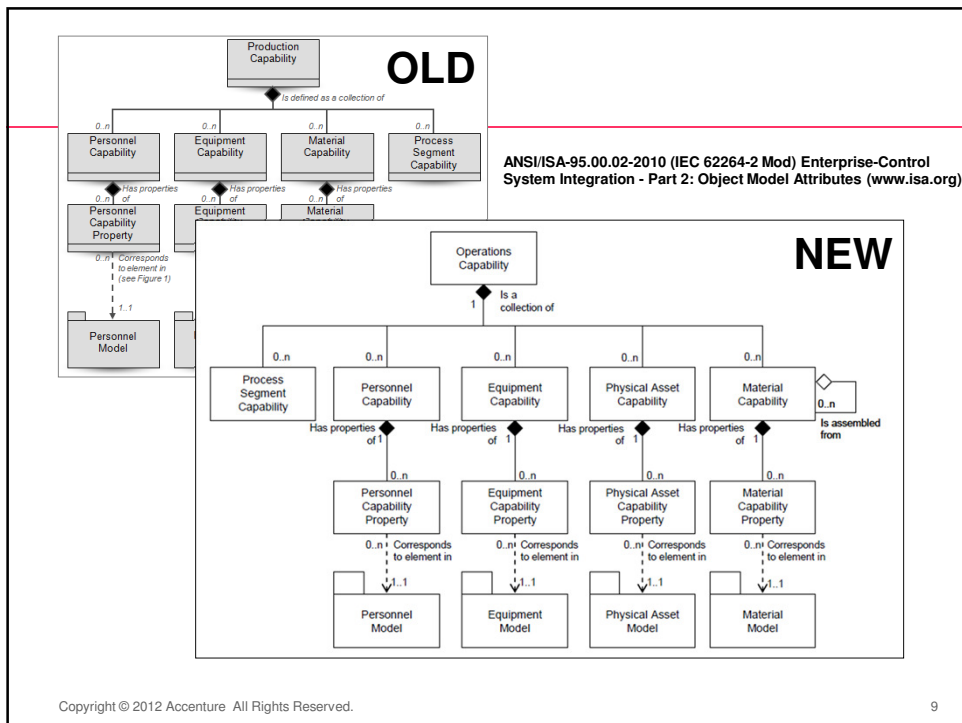 OLD
Production
Capability
Is defined as a collection of
0..n
0..n
0..n
0..n
Personnel
Capability
Equipment
Capability
Material
Capability
Process
Segment
Capability
Has properties
of
Has properties
of
Has properties
of
0..n
0..n
0..n
Personnel
Capability
Property
Equipment
Material
0..n
Corresponds
to element in
(see Figure 1)
1..1
Personnel
Model
ANSI/ISA-95.00.02-2010 (IEC 62264-2 Mod) Enterprise-Control
System Integration - Part 2: Object Model Attributes (www.isa.org)
NEW
Operations
Capability
1
Is a
collection of
0..n
0..n
0..n
0..n
0..n
Process
Segment
Capability
Personnel
Capability
Equipment
Capability
Physical Asset
Capability
Material
Capability
0..n
Is assembled
from
Has properties
of 1
Has properties
of 1
Has properties
of 1
Has properties
of 1
0..n
0..n
0..n
0..n
Personnel
Capability
Property
Equipment
Capability
Property
Physical Asset
Capability
Property
Material
Capability
Property
0..n Corresponds
to element in
0..n Corresponds
to element in
0..n Corresponds
to element in
0..n Corresponds
to element in
1..1
1..1
1..1
1..1
Personnel
Model
Equipment
Model
Physical Asset
Model
Material
Model
Copyright © 2012 Accenture All Rights Reserved.
9